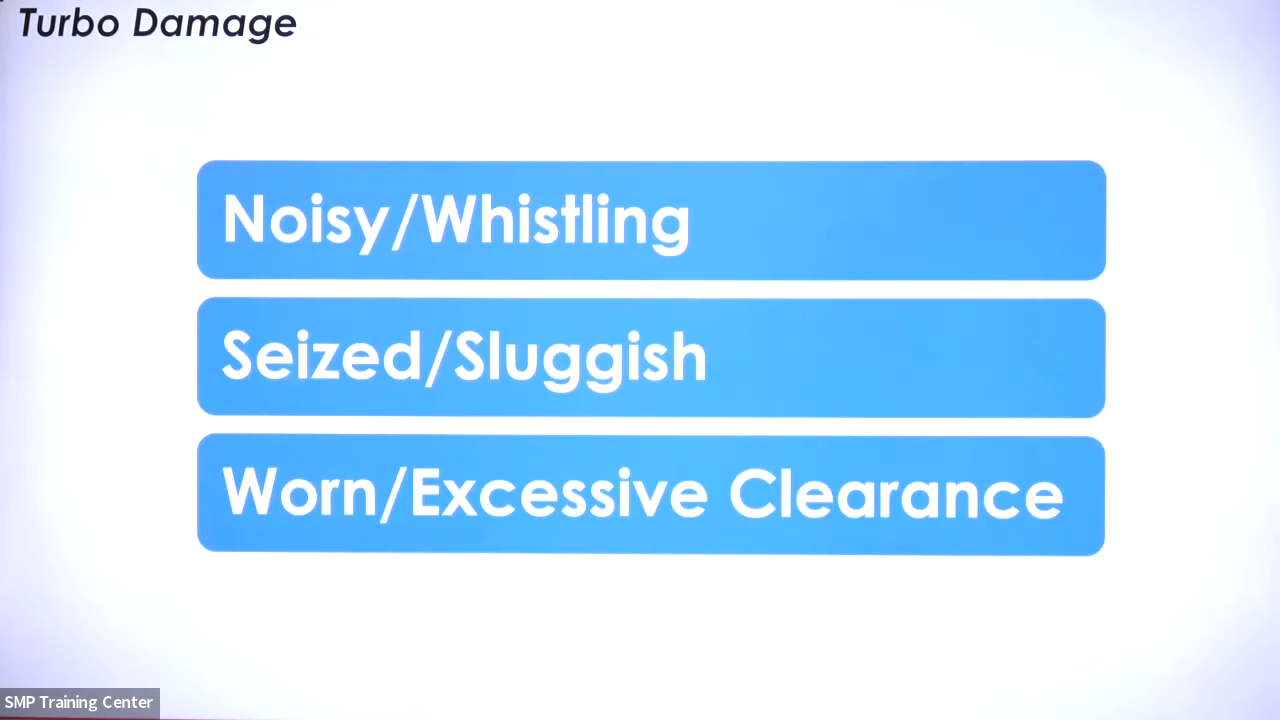 Turbo Damage
Noisy/Whistling
Seized/Sluggish
Worn/Excessive Clearance
SMP Training Center